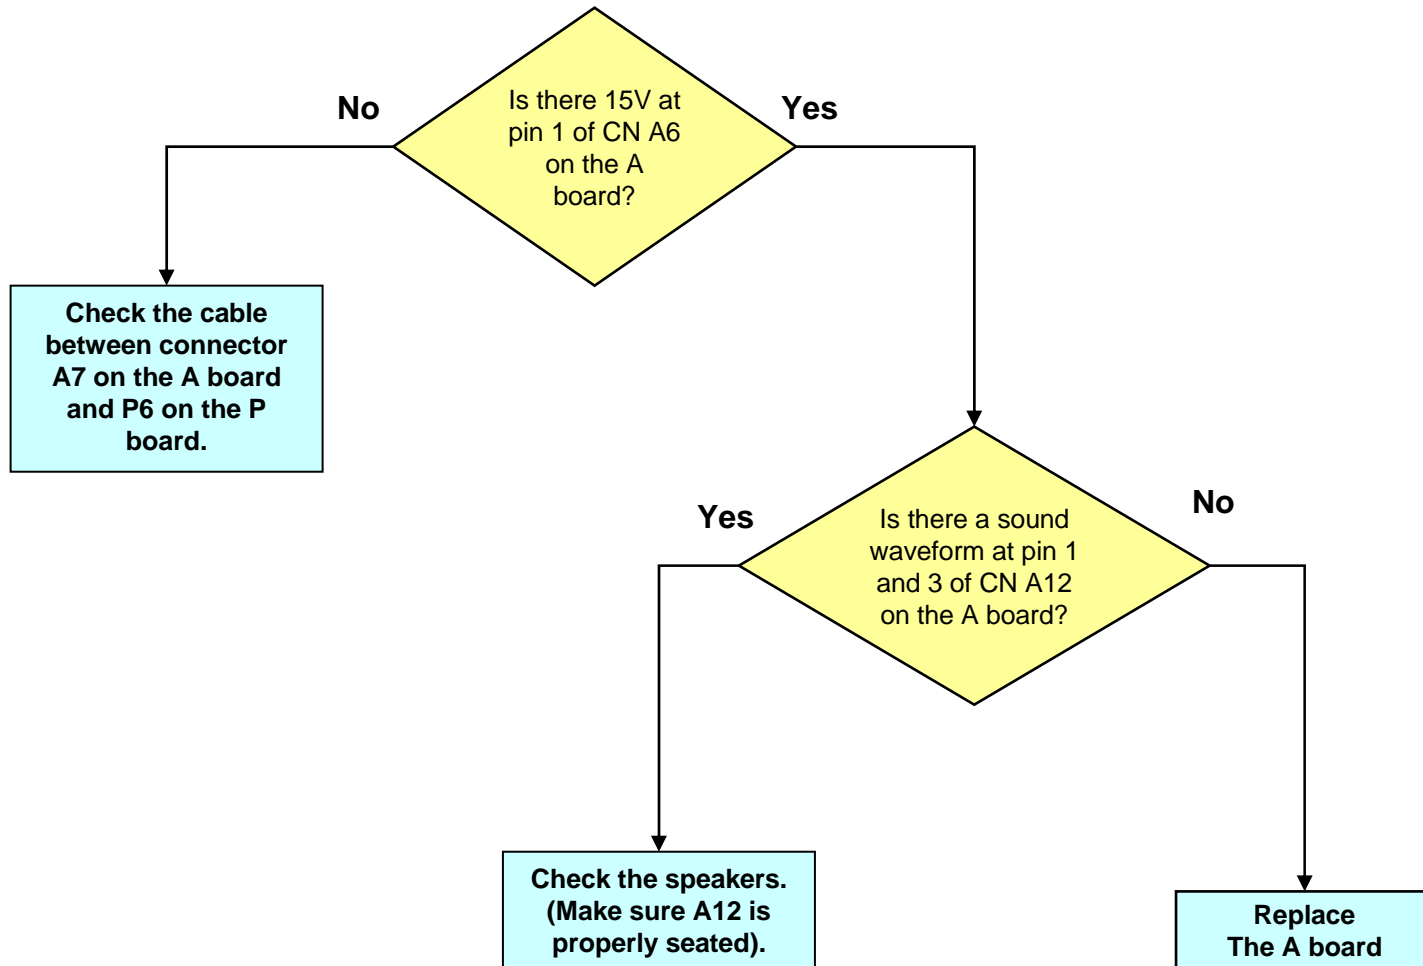 No
Is there 15V at
pin 1 of CN A6
on the A
board?
Yes
Check the cable
between connector
A7 on the A board
and P6 on the P
board.
Yes
Is there a sound
waveform at pin 1
and 3 of CN A12
on the A board?
No
Check the speakers.
(Make sure A12 is
properly seated).
Replace
The A board